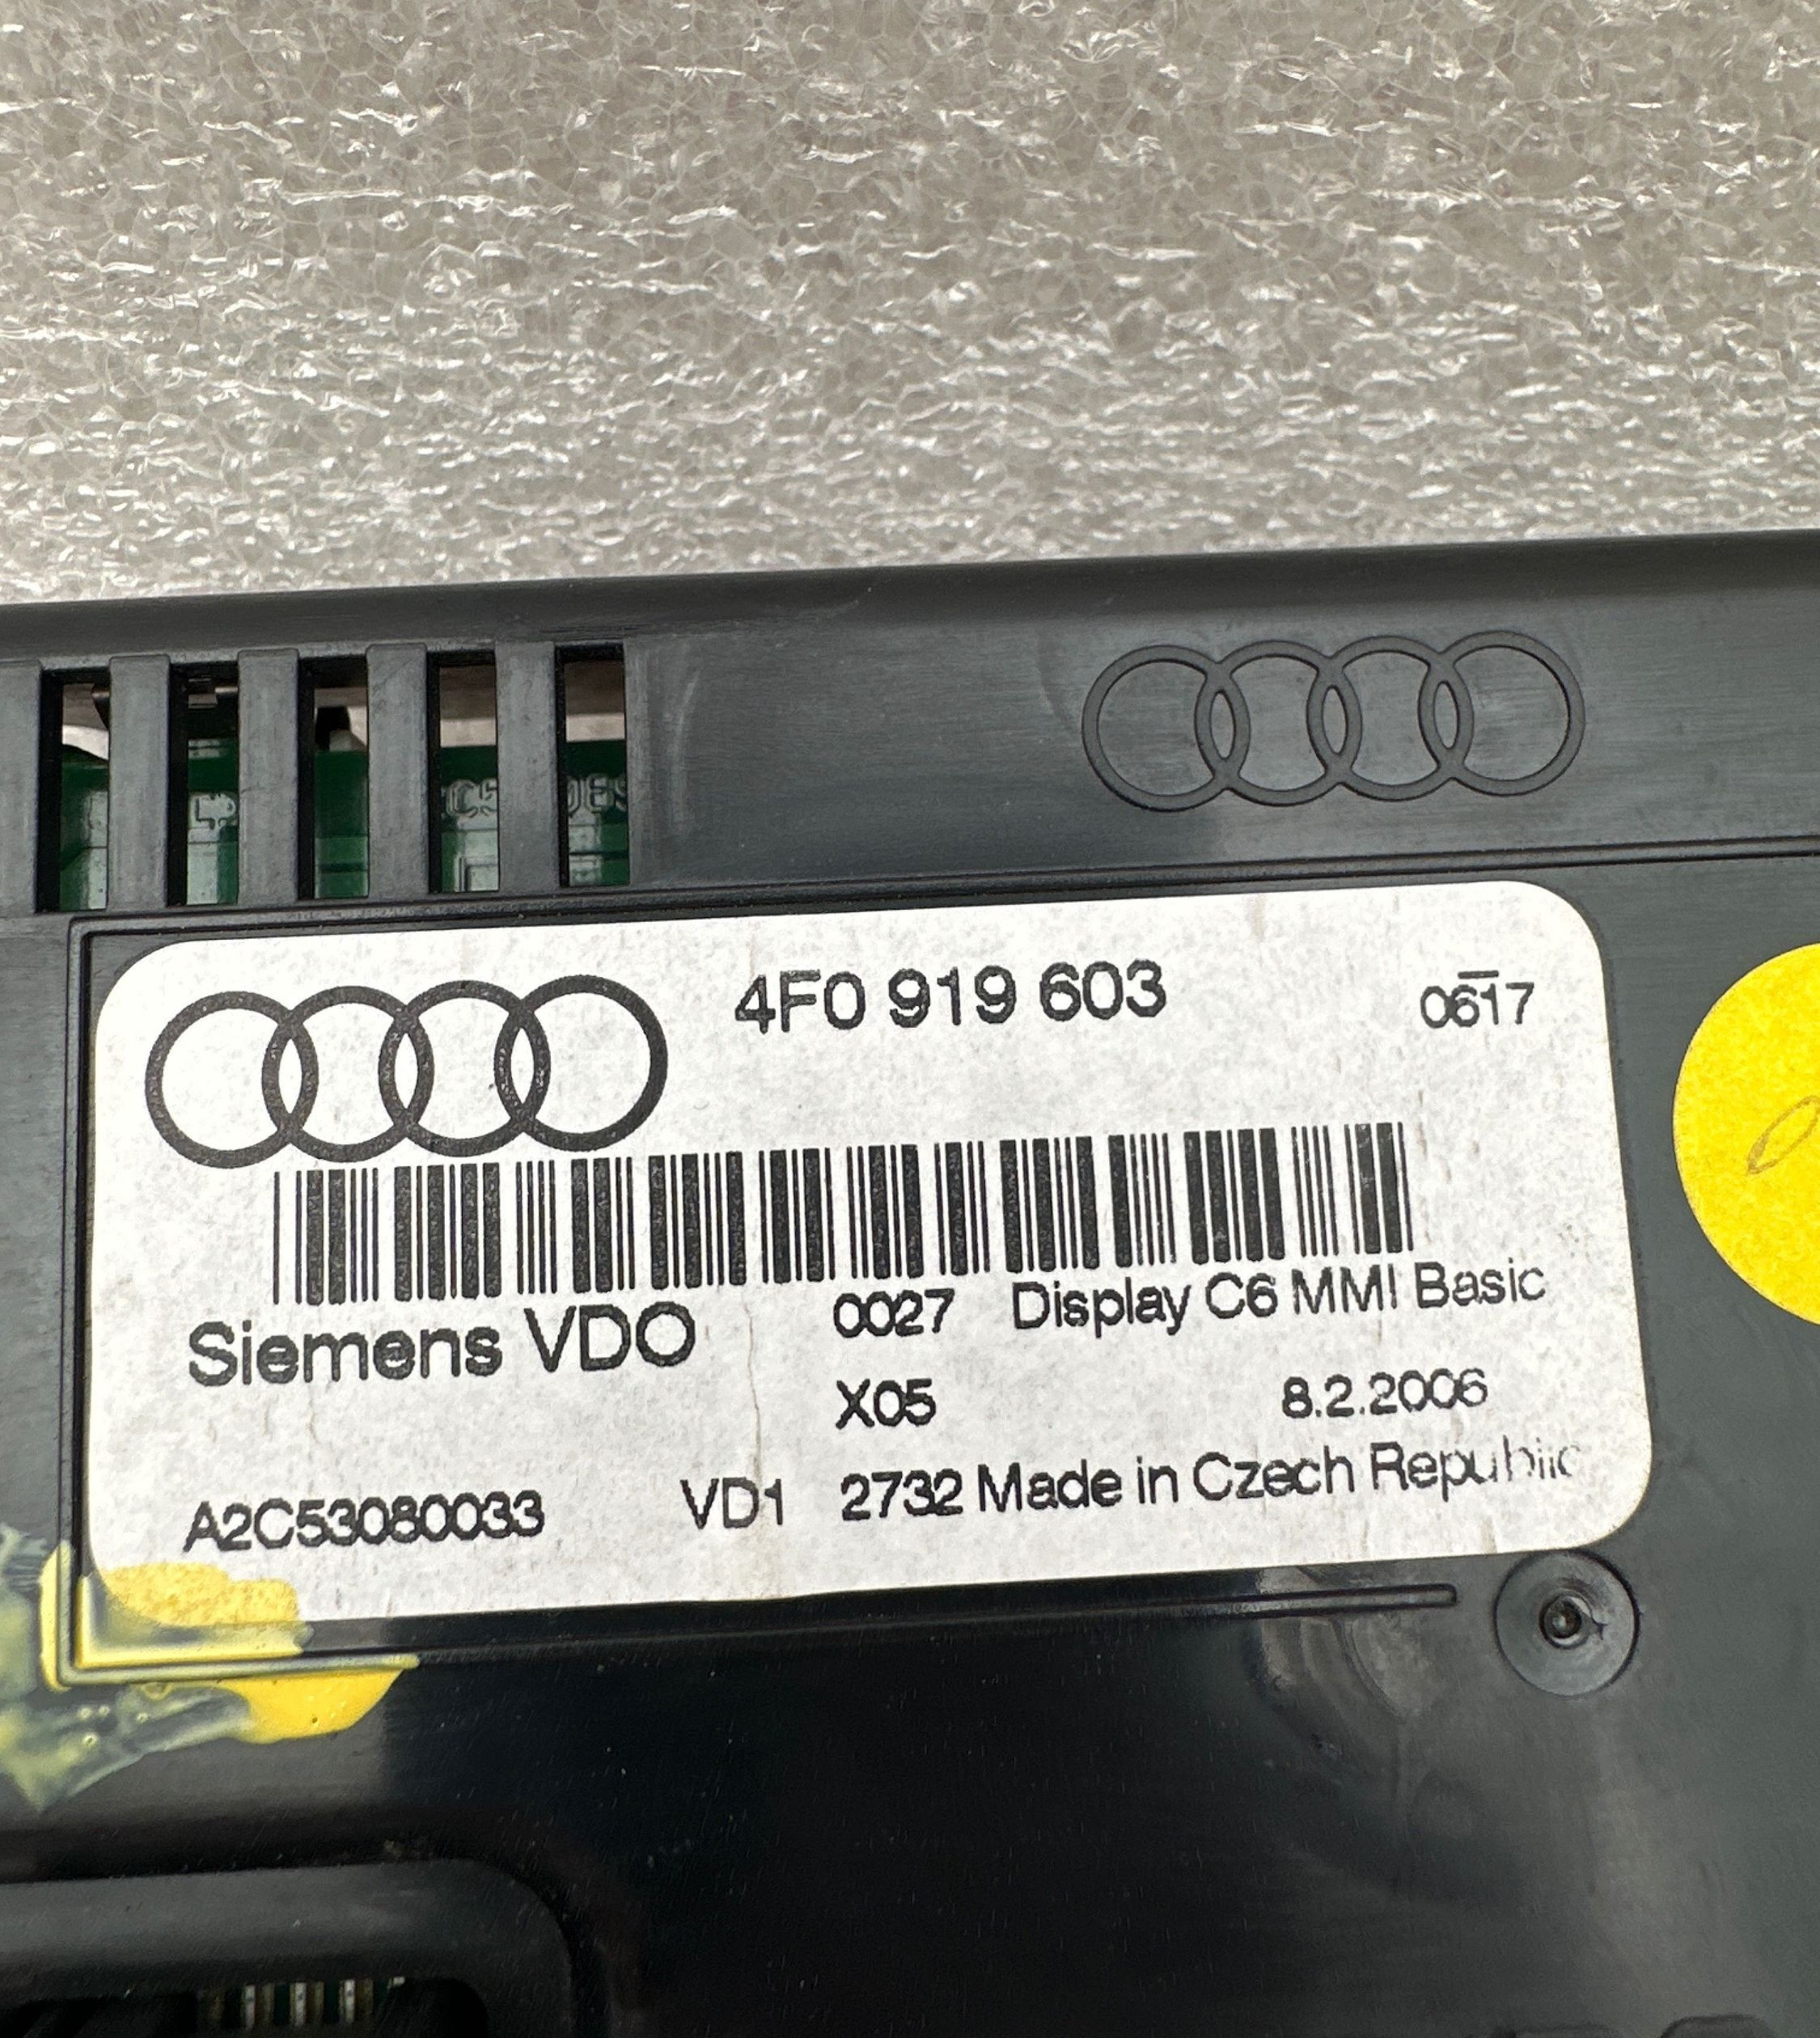 4F0 919 603
0617
Siemens VDO
0027 Display C6 MMI Basic
X05 8.2.2006
A2C53080033 VD1 2732 Made in Czech Republic